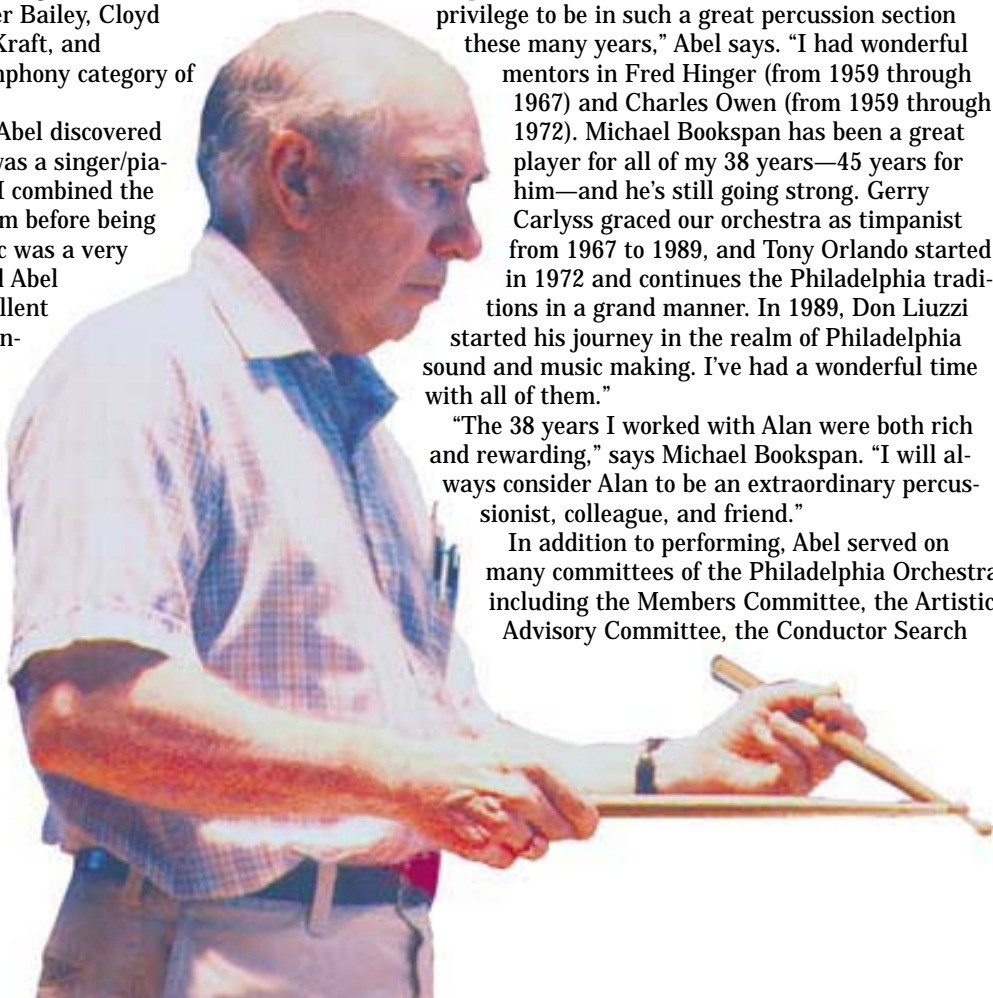 er Bailey, Cloyd
Kraft, and
mphony category of
Abel discovered
was a singer/pia-
I combined the
m before being
c was a very
l Abel
llent
n-
privilege to be in such a great percussion section
these many years,” Abel says. “I had wonderful
mentors in Fred Hinger (from 1959 through
1967) and Charles Owen (from 1959 through
1972). Michael Bookspan has been a great
player for all of my 38 years—45 years for
him—and he’s still going strong. Gerry
Carlyss graced our orchestra as timpanist
from 1967 to 1989, and Tony Orlando started
in 1972 and continues the Philadelphia tradi-
tions in a grand manner. In 1989, Don Liuzzi
started his journey in the realm of Philadelphia
sound and music making. I’ve had a wonderful time
with all of them.”
“The 38 years I worked with Alan were both rich
and rewarding,” says Michael Bookspan. “I will al-
ways consider Alan to be an extraordinary percus-
sionist, colleague, and friend.”
In addition to performing, Abel served on
many committees of the Philadelphia Orchestra
including the Members Committee, the Artistic
Advisory Committee, the Conductor Search